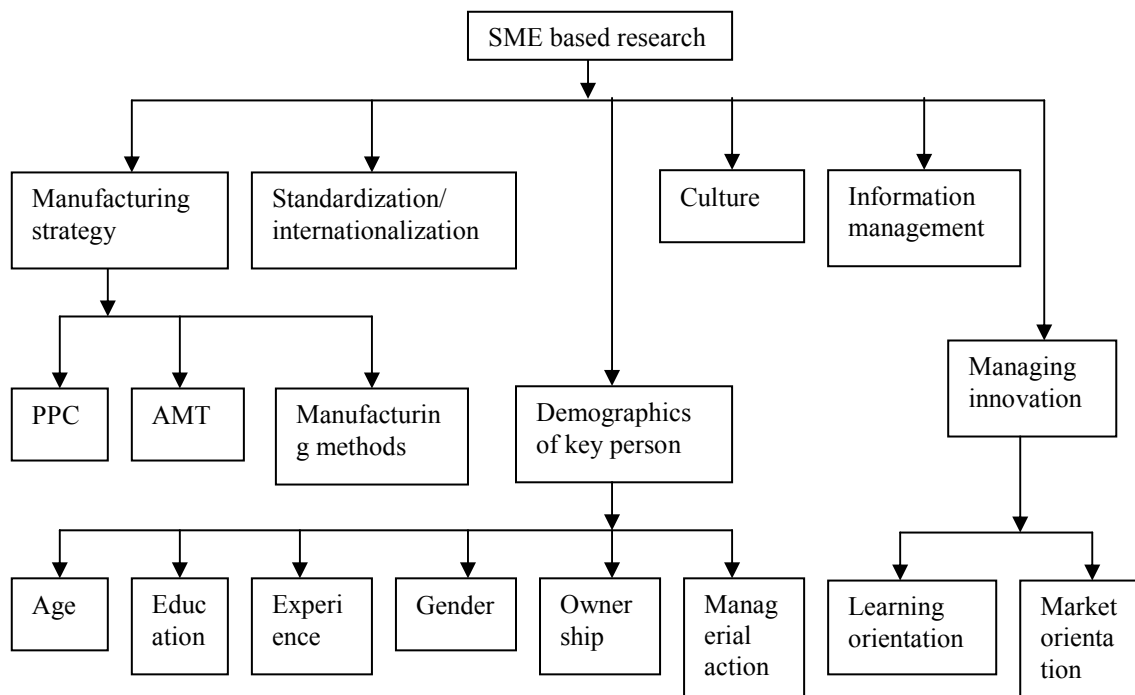 SME based research
Manufacturing
strategy
Standardization/
internationalization
Culture
Information
management
Managing
innovation
PPC
AMT
Manufacturin
g methods
Demographics
of key person
Age
Educ
ation
Experi
ence
Gender
Owner
ship
Manag
erial
action
Learning
orientation
Market
orienta
tion